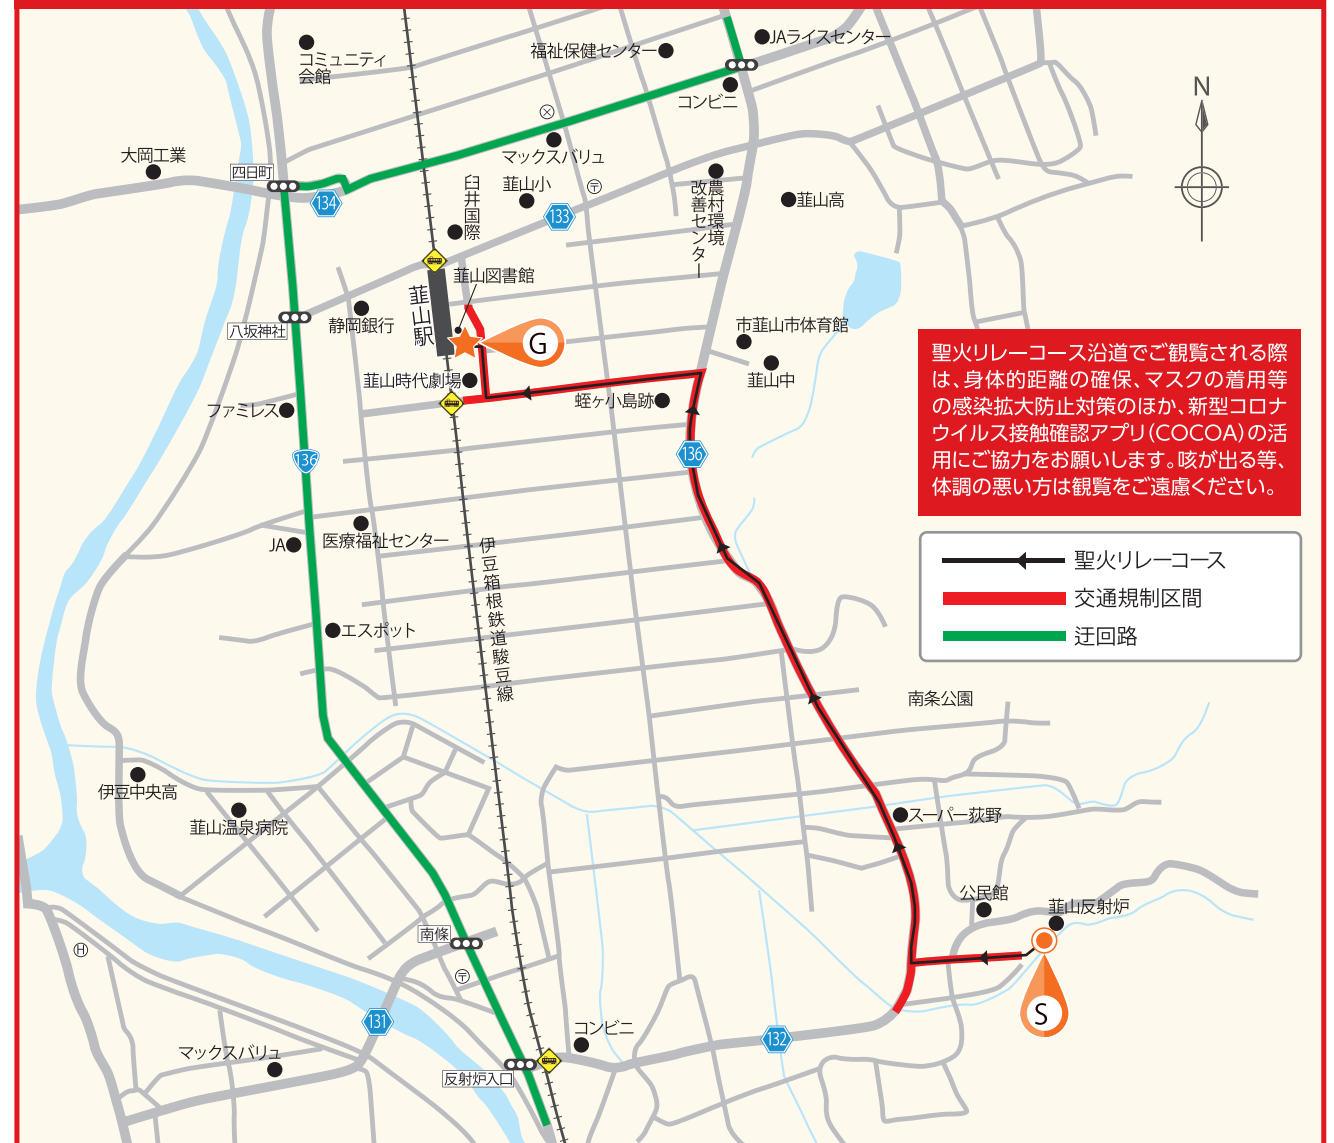 コミュニティ
会館
福祉保健センター
JAライスセンター
コンビニ
N
大岡工業
四日町
134
マックスバリュ
韮山小
臼井国際
133
農村環境
改善センター
韮山高
韮山図書館
韮山駅
静岡銀行
八坂神社
G
市韮山市体育館
韮山中
韮山時代劇場
蛭ヶ小島跡
ファミレス
136
136
聖火リレーコース沿道でご観覧される際
は、身体的距離の確保、マスクの着用等
の感染拡大防止対策のほか、新型コロナ
ウイルス接触確認アプリ(COCOA)の活
用にご協力をお願いします。咳が出る等、
体調の悪い方は観覧をご遠慮ください。
聖火リレーコース
交通規制区間
迂回路
JA
医療福祉センター
伊豆箱根鉄道駿豆線
エスポット
南条公園
伊豆中央高
韮山温泉病院
スーパー荻野
公民館
韮山反射炉
S
南條
〒
〒
H
131
マックスバリュ
コンビニ
132
反射炉入口